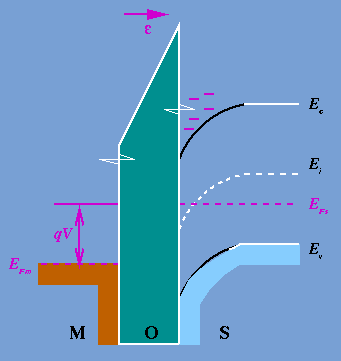 ε
E_c
E_i
E_Fs
qV
E_v
E_Fm
M O S